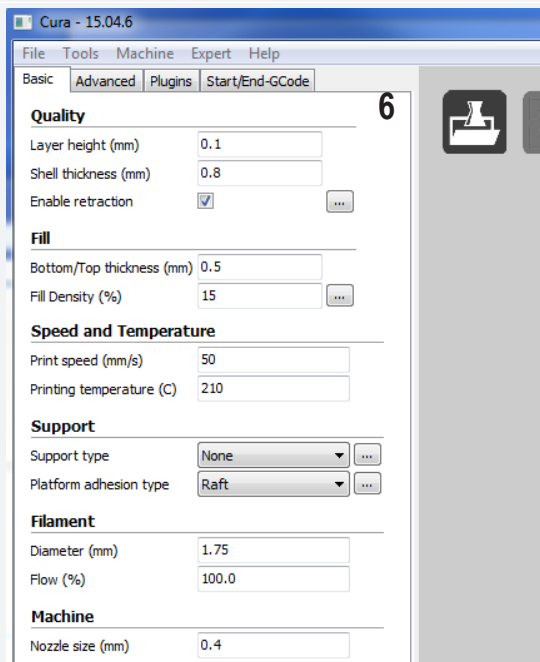 Cura - 15.04.6
File Tools Machine Expert Help
Basic Advanced Plugins Start/End-GCode
6
Quality
Layer height (mm) 0.1
Shell thickness (mm) 0.8
Enable retraction ...
Fill
Bottom/Top thickness (mm) 0.5
Fill Density (%) 15 ...
Speed and Temperature
Print speed (mm/s) 50
Printing temperature (C) 210
Support
Support type None ...
Platform adhesion type Raft ...
Filament
Diameter (mm) 1.75
Flow (%) 100.0
Machine
Nozzle size (mm) 0.4